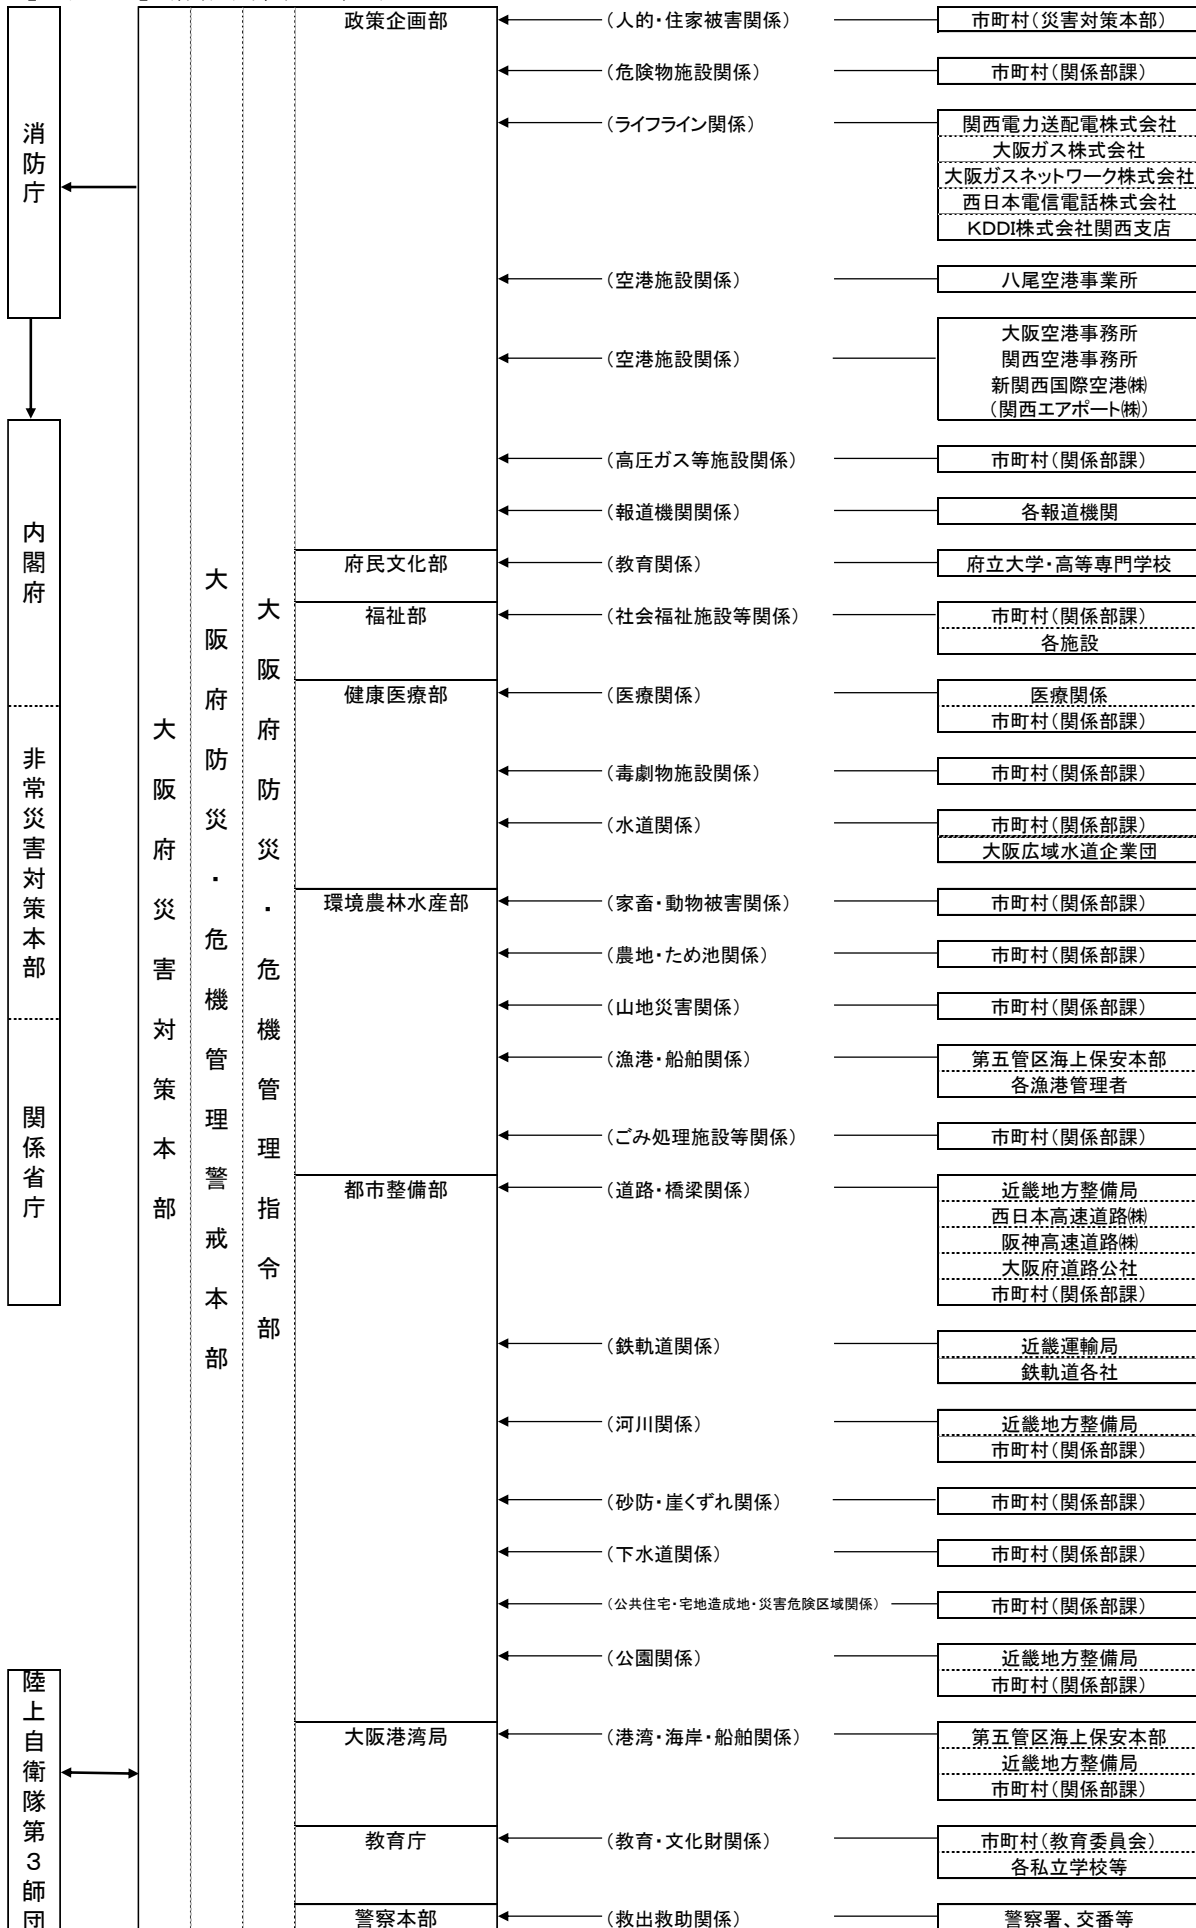 消防庁
内閣府
非常災害対策本部
関係省庁
陸上自衛隊第3師団
大阪府災害対策本部
大阪府防災・危機管理警戒本部
大阪府防災・危機管理指令部
政策企画部
(人的・住家被害関係)
市町村(災害対策本部)
(危険物施設関係)
市町村(関係部課)
(ライフライン関係)
関西電力送配電株式会社
大阪ガス株式会社
大阪ガスネットワーク株式会社
西日本電信電話株式会社
KDDI株式会社関西支店
(空港施設関係)
八尾空港事業所
(空港施設関係)
大阪空港事務所
関西空港事務所
新関西国際空港㈱
(関西エアポート㈱)
(高圧ガス等施設関係)
市町村(関係部課)
(報道機関関係)
各報道機関
府民文化部
(教育関係)
府立大学・高等専門学校
福祉部
(社会福祉施設等関係)
市町村(関係部課)
各施設
健康医療部
(医療関係)
医療関係
市町村(関係部課)
(毒劇物施設関係)
市町村(関係部課)
(水道関係)
市町村(関係部課)
大阪広域水道企業団
環境農林水産部
(家畜・動物被害関係)
市町村(関係部課)
(農地・ため池関係)
市町村(関係部課)
(山地災害関係)
市町村(関係部課)
(漁港・船舶関係)
第五管区海上保安本部
各漁港管理者
(ごみ処理施設等関係)
市町村(関係部課)
都市整備部
(道路・橋梁関係)
近畿地方整備局
西日本高速道路㈱
阪神高速道路㈱
大阪府道路公社
市町村(関係部課)
(鉄軌道関係)
近畿運輸局
鉄軌道各社
(河川関係)
近畿地方整備局
市町村(関係部課)
(砂防・崖くずれ関係)
市町村(関係部課)
(下水道関係)
市町村(関係部課)
(公共住宅・宅地造成地・災害危険区域関係)
市町村(関係部課)
(公園関係)
近畿地方整備局
市町村(関係部課)
大阪港湾局
(港湾・海岸・船舶関係)
第五管区海上保安本部
近畿地方整備局
市町村(関係部課)
教育庁
(教育・文化財関係)
市町村(教育委員会)
各私立学校等
警察本部
(救出救助関係)
警察署、交番等